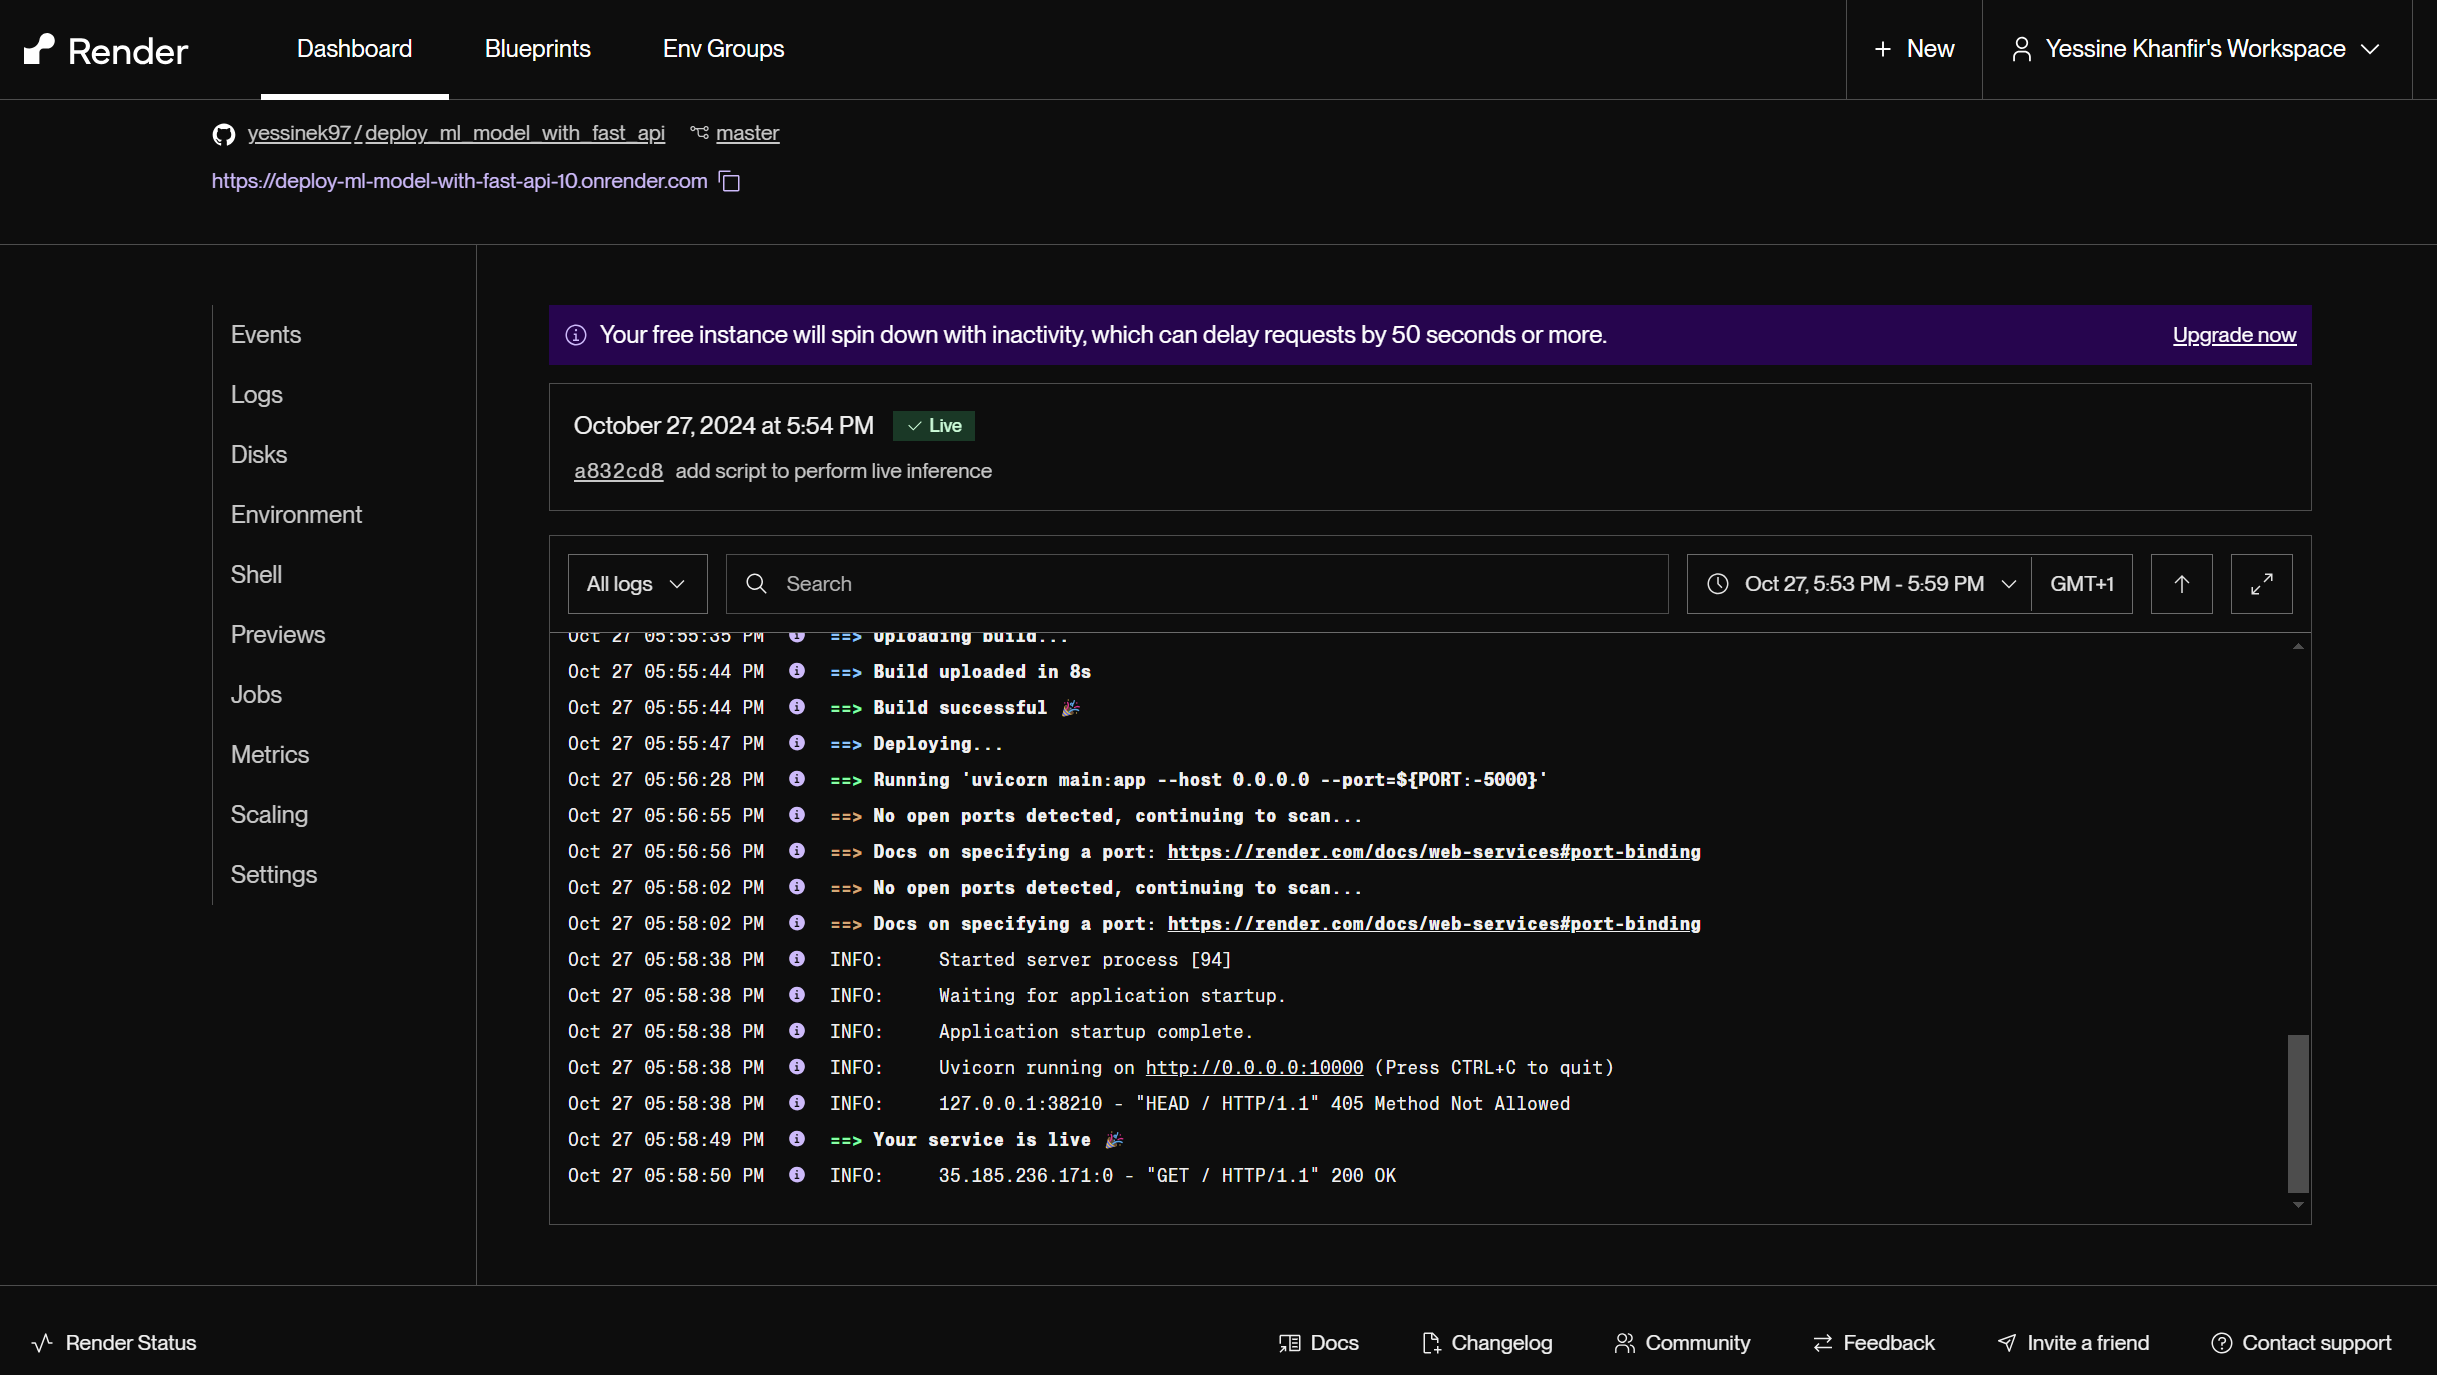 Render
Dashboard
Blueprints
Env Groups
+ New
Yessine Khanfir's Workspace
yessinek97/deploy_ml_model_with_fast_api master
https://deploy-ml-model-with-fast-api-10.onrender.com
Events
Logs
Disks
Environment
Shell
Previews
Jobs
Metrics
Scaling
Settings
Your free instance will spin down with inactivity, which can delay requests by 50 seconds or more. Upgrade now
October 27, 2024 at 5:54 PM Live
a832cd8 add script to perform live inference
All logs Search Oct 27, 5:53 PM - 5:59 PM GMT+1
Oct 27 05:55:35 PM ==> Uploading build...
Oct 27 05:55:44 PM ==> Build uploaded in 8s
Oct 27 05:55:44 PM ==> Build successful 🎉
Oct 27 05:55:47 PM ==> Deploying...
Oct 27 05:56:28 PM ==> Running 'uvicorn main:app --host 0.0.0.0 --port=${PORT:-5000}'
Oct 27 05:56:55 PM ==> No open ports detected, continuing to scan...
Oct 27 05:56:56 PM ==> Docs on specifying a port: https://render.com/docs/web-services#port-binding
Oct 27 05:58:02 PM ==> No open ports detected, continuing to scan...
Oct 27 05:58:02 PM ==> Docs on specifying a port: https://render.com/docs/web-services#port-binding
Oct 27 05:58:38 PM INFO: Started server process [94]
Oct 27 05:58:38 PM INFO: Waiting for application startup.
Oct 27 05:58:38 PM INFO: Application startup complete.
Oct 27 05:58:38 PM INFO: Uvicorn running on http://0.0.0.0:10000 (Press CTRL+C to quit)
Oct 27 05:58:38 PM INFO: 127.0.0.1:38210 - "HEAD / HTTP/1.1" 405 Method Not Allowed
Oct 27 05:58:49 PM ==> Your service is live 🎉
Oct 27 05:58:50 PM INFO: 35.185.236.171:0 - "GET / HTTP/1.1" 200 OK
Render Status
Docs
Changelog
Community
Feedback
Invite a friend
Contact support